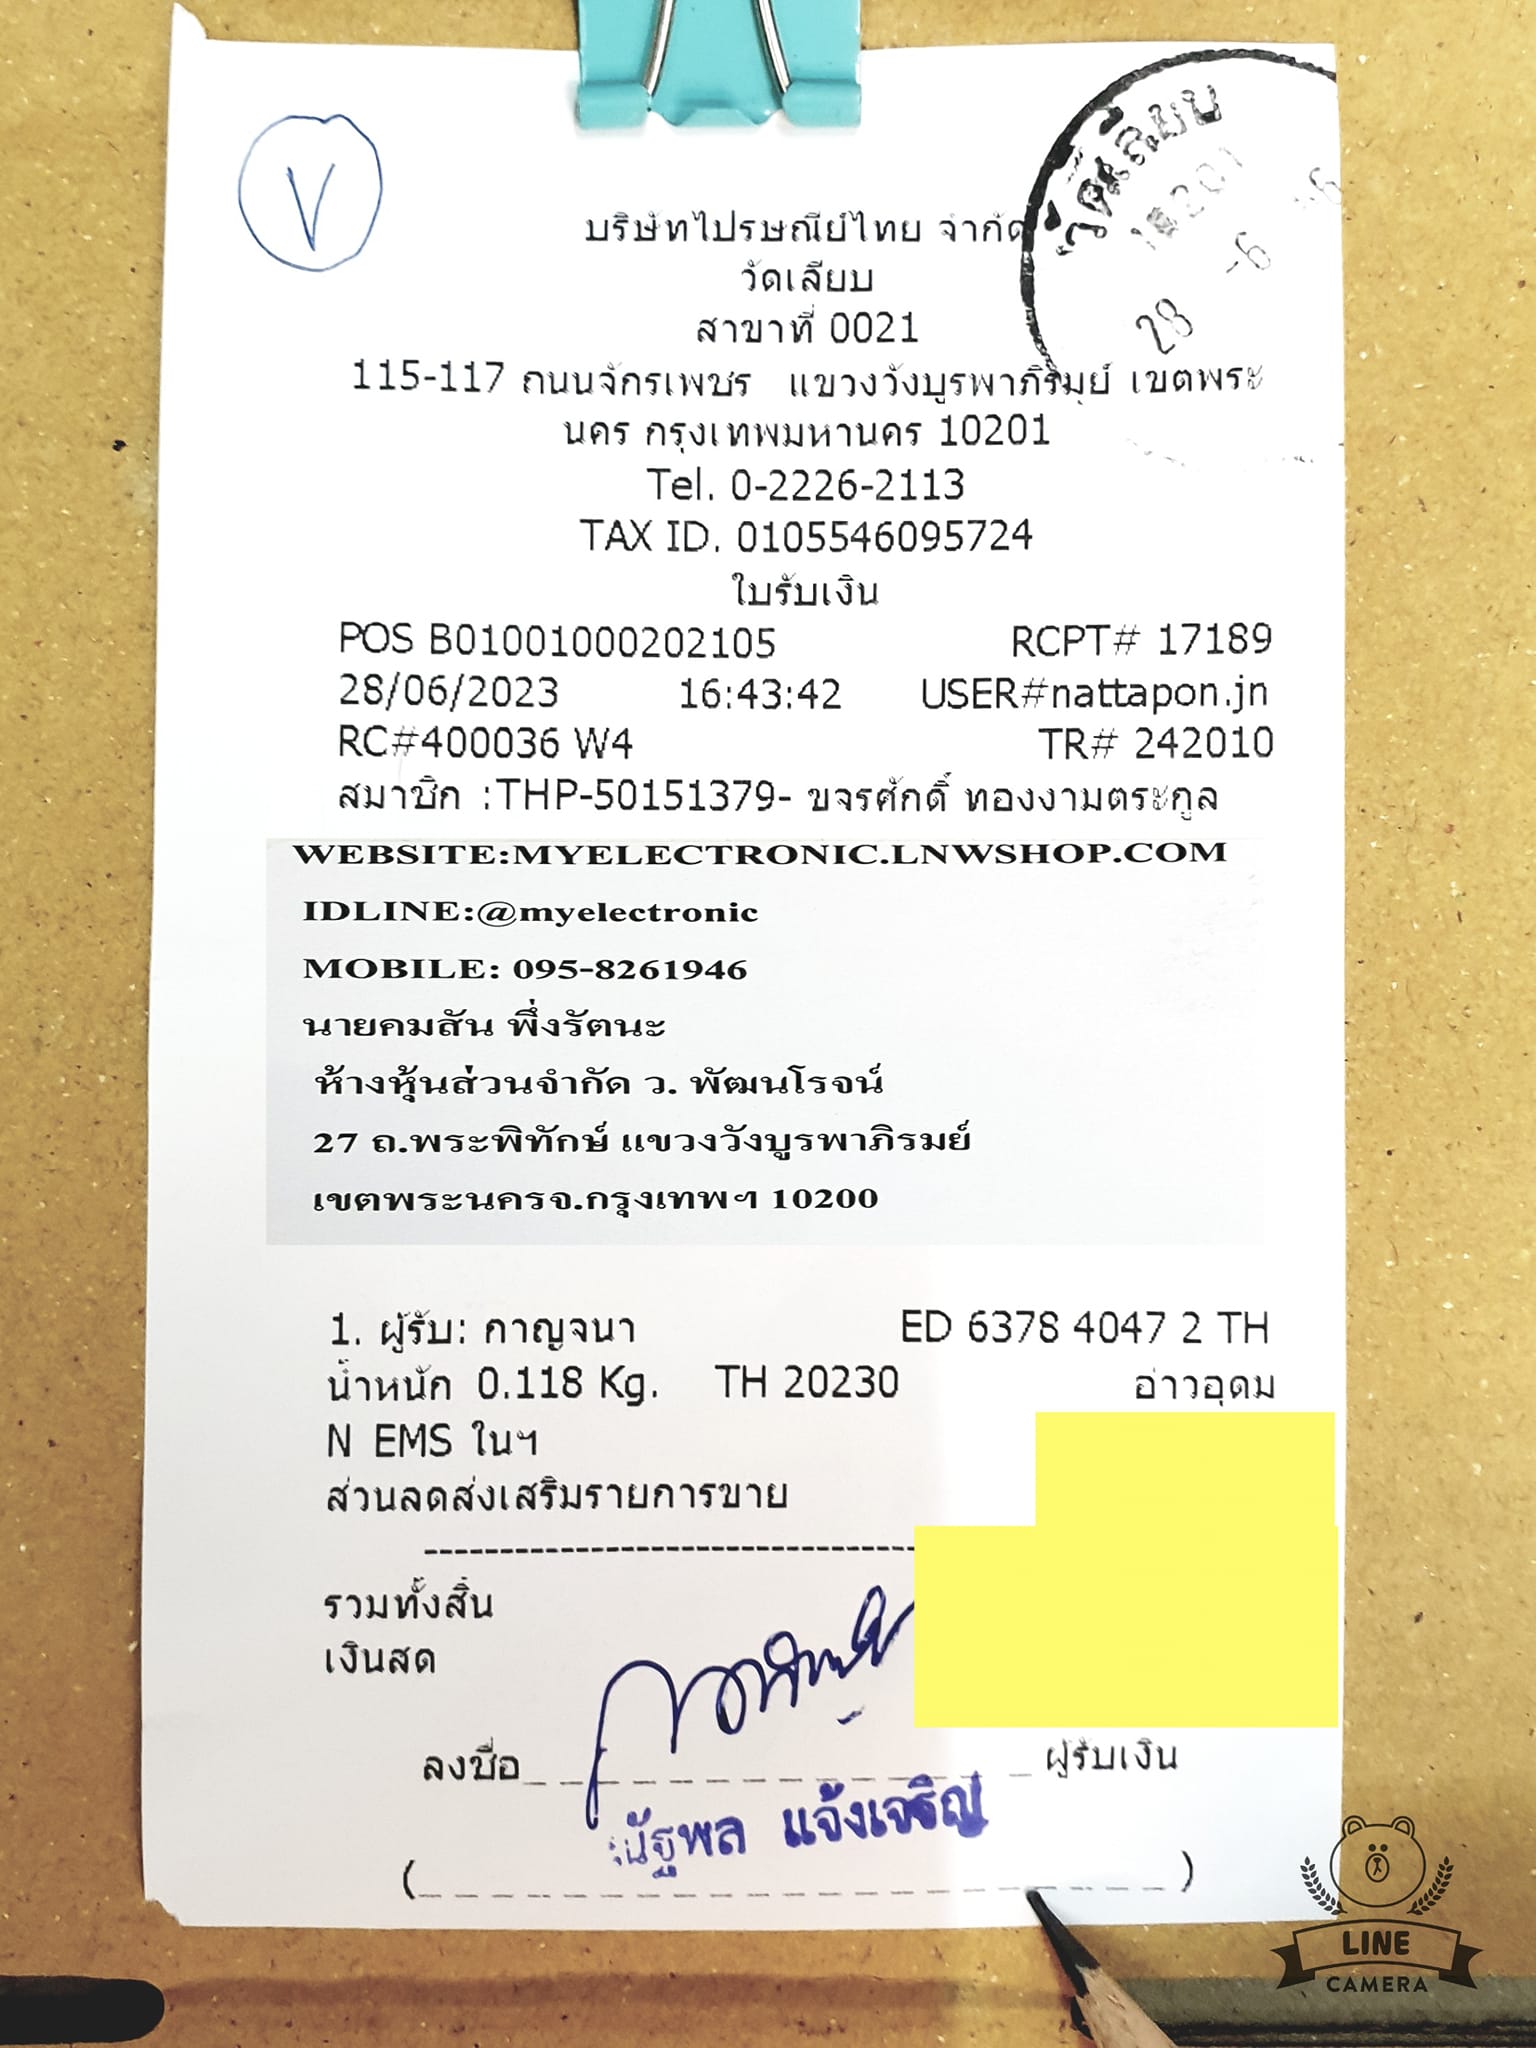 V
วัดเลียบ
10201
28 -6
บริษัทไปรษณีย์ไทย จำกัด
วัดเลียบ
สาขาที่ 0021
115-117 ถนนจักรเพชร แขวงวังบูรพาภิรมย์ เขตพระ
นคร กรุงเทพมหานคร 10201
Tel. 0-2226-2113
TAX ID. 0105546095724
ใบรับเงิน
POS B01001000202105 RCPT# 17189
28/06/2023 16:43:42 USER#nattapon.jn
RC#400036 W4 TR# 242010
สมาชิก :THP-50151379- ขจรศักดิ์ ทองงามตระกูล
WEBSITE:MYELECTRONIC.LNWSHOP.COM
IDLINE:@myelectronic
MOBILE: 095-8261946
นายคมสัน พึ่งรัตนะ
ห้างหุ้นส่วนจำกัด ว. พัฒนโรจน์
27 ถ.พระพิทักษ์ แขวงวังบูรพาภิรมย์
เขตพระนครจ.กรุงเทพฯ 10200
1. ผู้รับ: กาญจนา ED 6378 4047 2 TH
น้ำหนัก 0.118 Kg. TH 20230 อ่าวอุดม
N EMS ในฯ
ส่วนลดส่งเสริมรายการขาย
รวมทั้งสิ้น
เงินสด
ลงชื่อ ผู้รับเงิน
ณัฐพล แจ้งเจริญ
( )
LINE
CAMERA